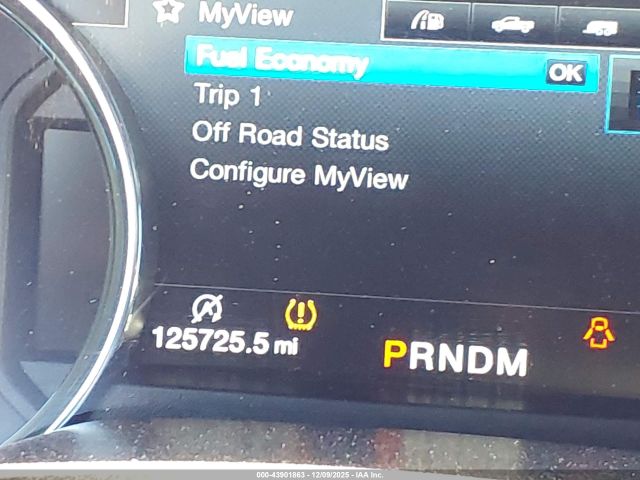 MyView
Fuel Economy OK
Trip 1
Off Road Status
Configure MyView
125725.5 mi
PRNDM
000-43901863 - 12/09/2025 - IAA Inc.